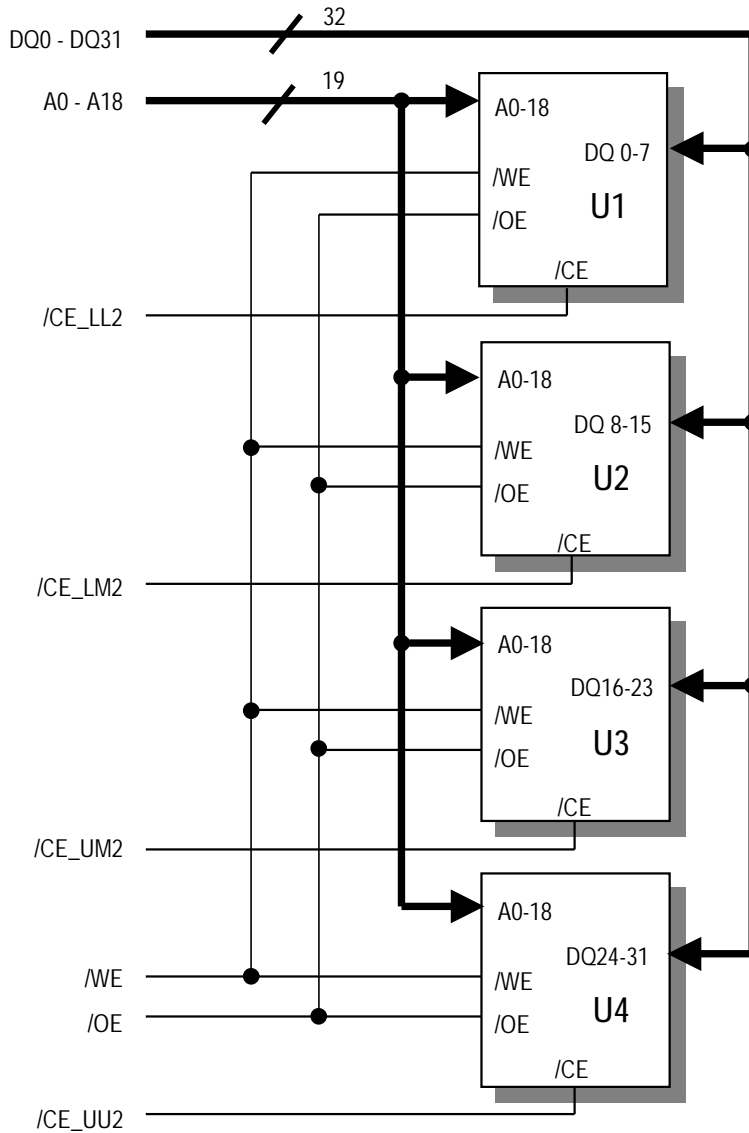 32
DQ0 - DQ31
19
A0 - A18
A0-18
DQ 0-7
/WE
U1
/OE
/CE
/CE_LL2
A0-18
DQ 8-15
/WE
U2
/OE
/CE
/CE_LM2
A0-18
DQ16-23
/WE
U3
/OE
/CE
/CE_UM2
A0-18
DQ24-31
/WE
/WE
U4
/OE
/OE
/CE
/CE_UU2